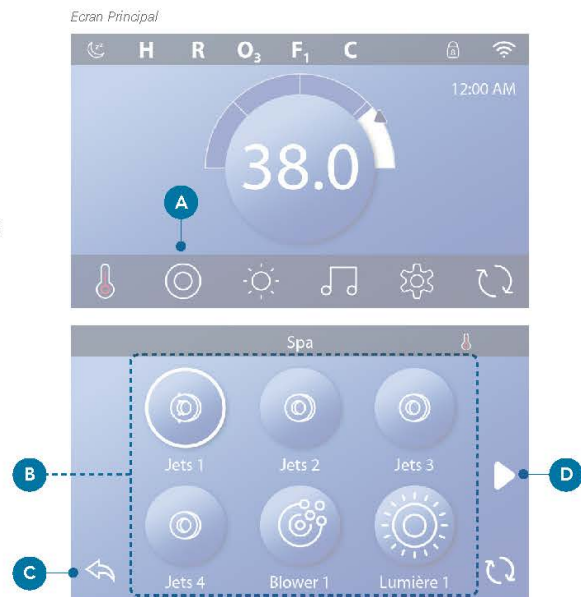 Ecran Principal
H R O₃ F₁ C
12:00 AM
38.0
A
Spa
Jets 1 Jets 2 Jets 3
B
D
C
Jets 4 Blower 1 Lumière 1